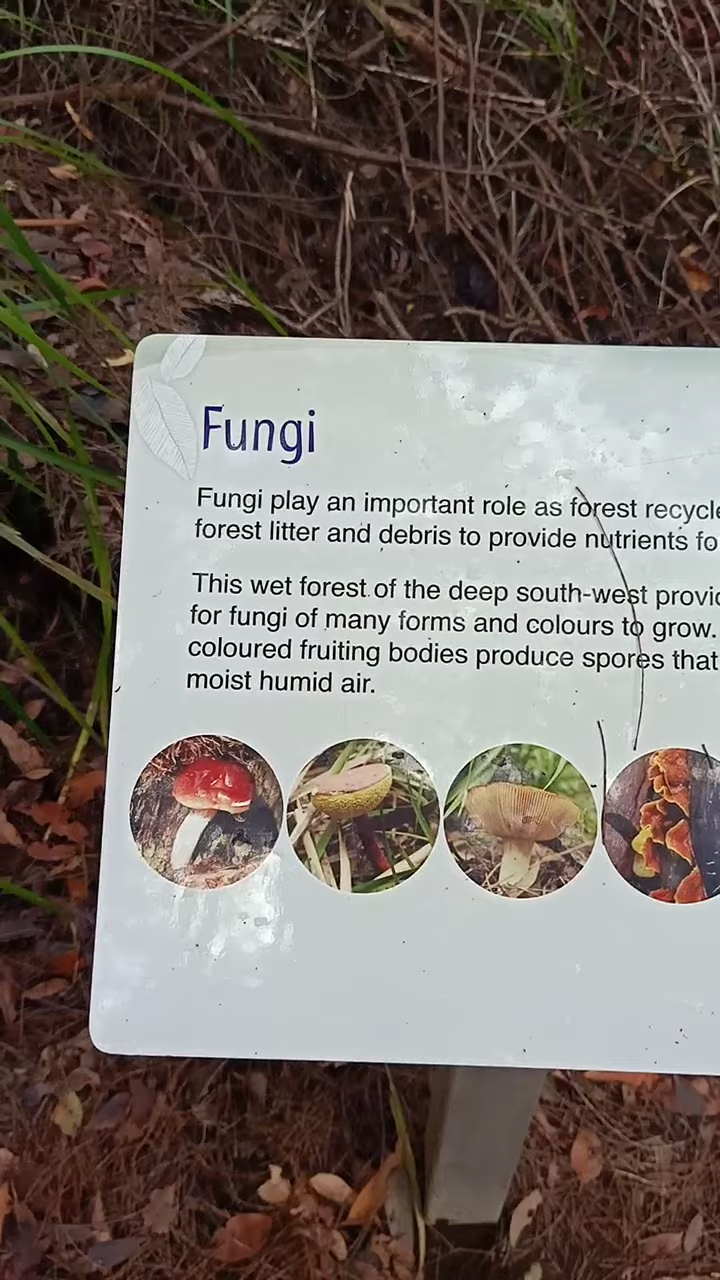 Fungi
Fungi play an important role as forest
forest litter and debris to provide nutrients
This wet forest of the deep south-west
for fungi of many forms and colours to grow.
coloured fruiting bodies produce spores that
moist humid air.